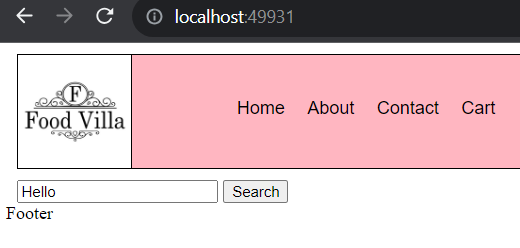 localhost:49931
F
Food Villa
Home About Contact Cart
Hello Search
Footer